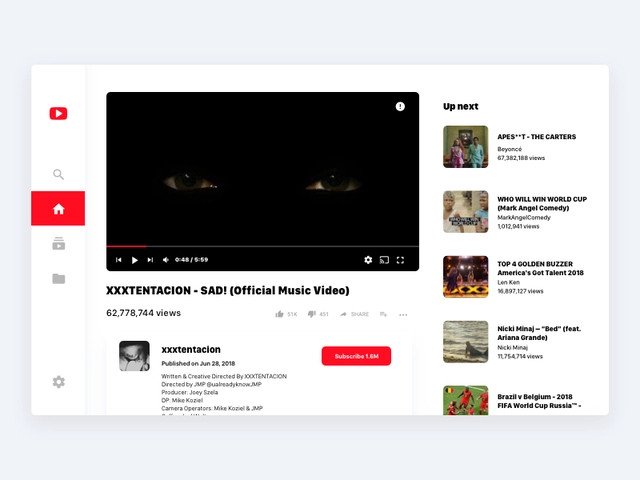 Up next
APES**T - THE CARTERS
Beyoncé
67,382,188 views
WHO WILL WIN WORLD CUP
(Mark Angel Comedy)
MarkAngelComedy
1,012,941 views
TOP 4 GOLDEN BUZZER
America's Got Talent 2018
Len Ken
16,897,127 views
Nicki Minaj – "Bed" (feat.
Ariana Grande)
Nicki Minaj
11,754,714 views
Brazil v Belgium - 2018
FIFA World Cup Russia™ -
0:48 / 5:59
XXXTENTACION - SAD! (Official Music Video)
62,778,744 views
51K
451
SHARE
xxxtentacion
Published on Jun 28, 2018
Subscribe 1.6M
Written & Creative Directed By XXXTENTACION
Directed by JMP @ualreadyknowJMP
Producer: Joey Szela
DP: Mike Koziel
Camera Operators: Mike Koziel & JMP